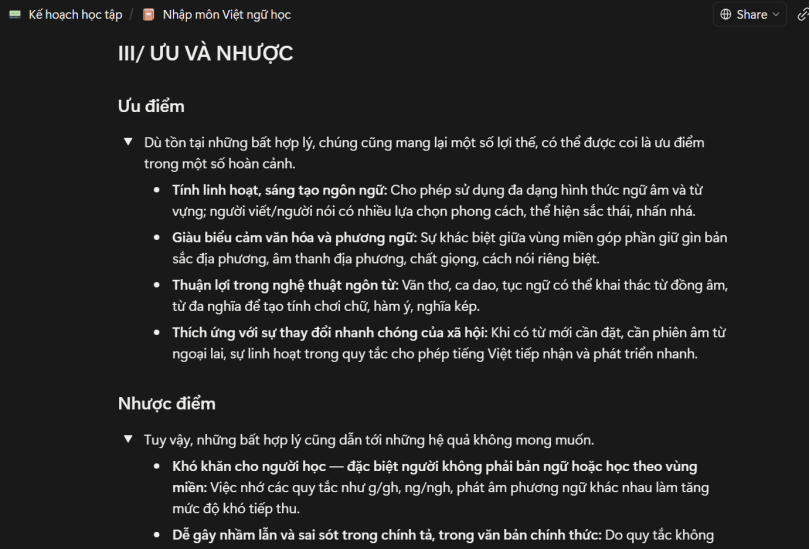 Kế hoạch học tập / Nhập môn Việt ngữ học Share
III/ ƯU VÀ NHƯỢC
Ưu điểm
Dù tồn tại những bất hợp lý, chúng cũng mang lại một số lợi thế, có thể được coi là ưu điểm
trong một số hoàn cảnh.
Tính linh hoạt, sáng tạo ngôn ngữ: Cho phép sử dụng đa dạng hình thức ngữ âm và từ
vựng; người viết/người nói có nhiều lựa chọn phong cách, thể hiện sắc thái, nhấn nhá.
Giàu biểu cảm văn hóa và phương ngữ: Sự khác biệt giữa vùng miền góp phần giữ gìn bản
sắc địa phương, âm thanh địa phương, chất giọng, cách nói riêng biệt.
Thuận lợi trong nghệ thuật ngôn từ: Văn thơ, ca dao, tục ngữ có thể khai thác từ đồng âm,
từ đa nghĩa để tạo tính chơi chữ, hàm ý, nghĩa kép.
Thích ứng với sự thay đổi nhanh chóng của xã hội: Khi có từ mới cần đặt, cần phiên âm từ
ngoại lai, sự linh hoạt trong quy tắc cho phép tiếng Việt tiếp nhận và phát triển nhanh.
Nhược điểm
Tuy vậy, những bất hợp lý cũng dẫn tới những hệ quả không mong muốn.
Khó khăn cho người học — đặc biệt người không phải bản ngữ hoặc học theo vùng
miền: Việc nhớ các quy tắc như g/gh, ng/ngh, phát âm phương ngữ khác nhau làm tăng
mức độ khó tiếp thu.
Dễ gây nhầm lẫn và sai sót trong chính tả, trong văn bản chính thức: Do quy tắc không